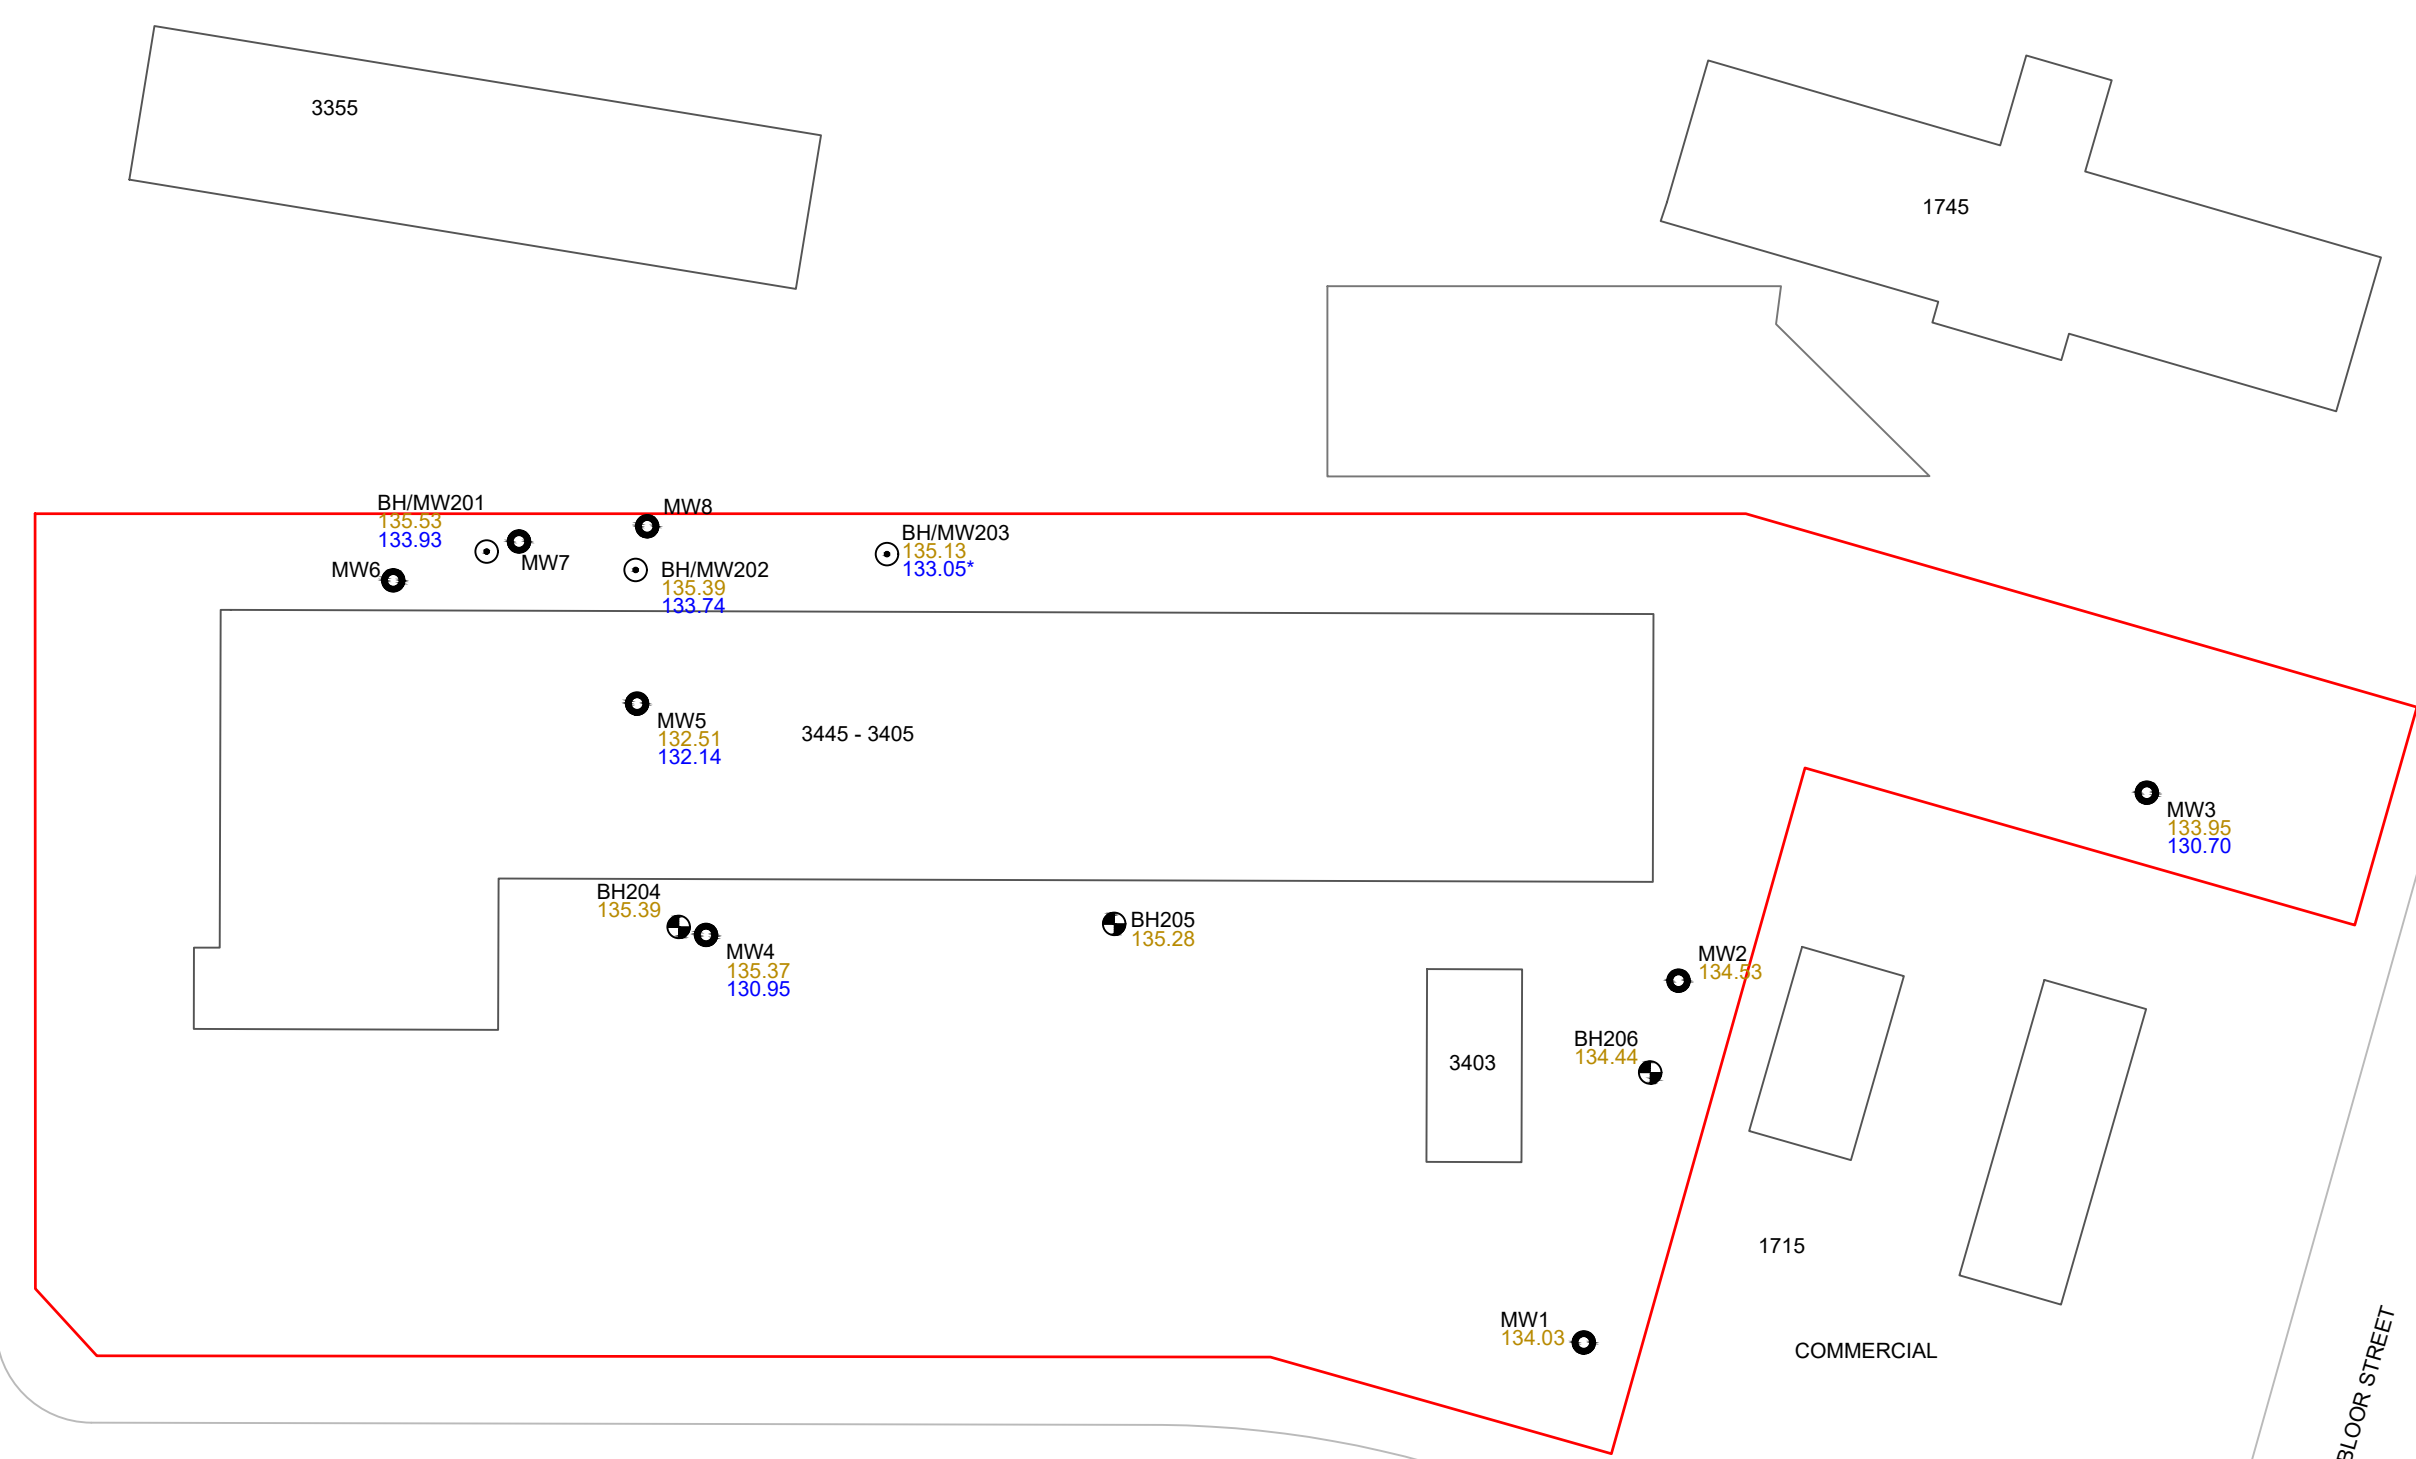 3355
1745
BH/MW201
135.53
133.93
MW8
MW7
MW6
BH/MW203
135.13
133.05*
BH/MW202
135.39
133.74
MW5
132.51
132.14
3445 - 3405
MW3
133.95
130.70
BH204
135.39
MW4
135.37
130.95
BH205
135.28
MW2
134.53
BH206
134.44
3403
1715
MW1
134.03
COMMERCIAL
BLOOR STREET